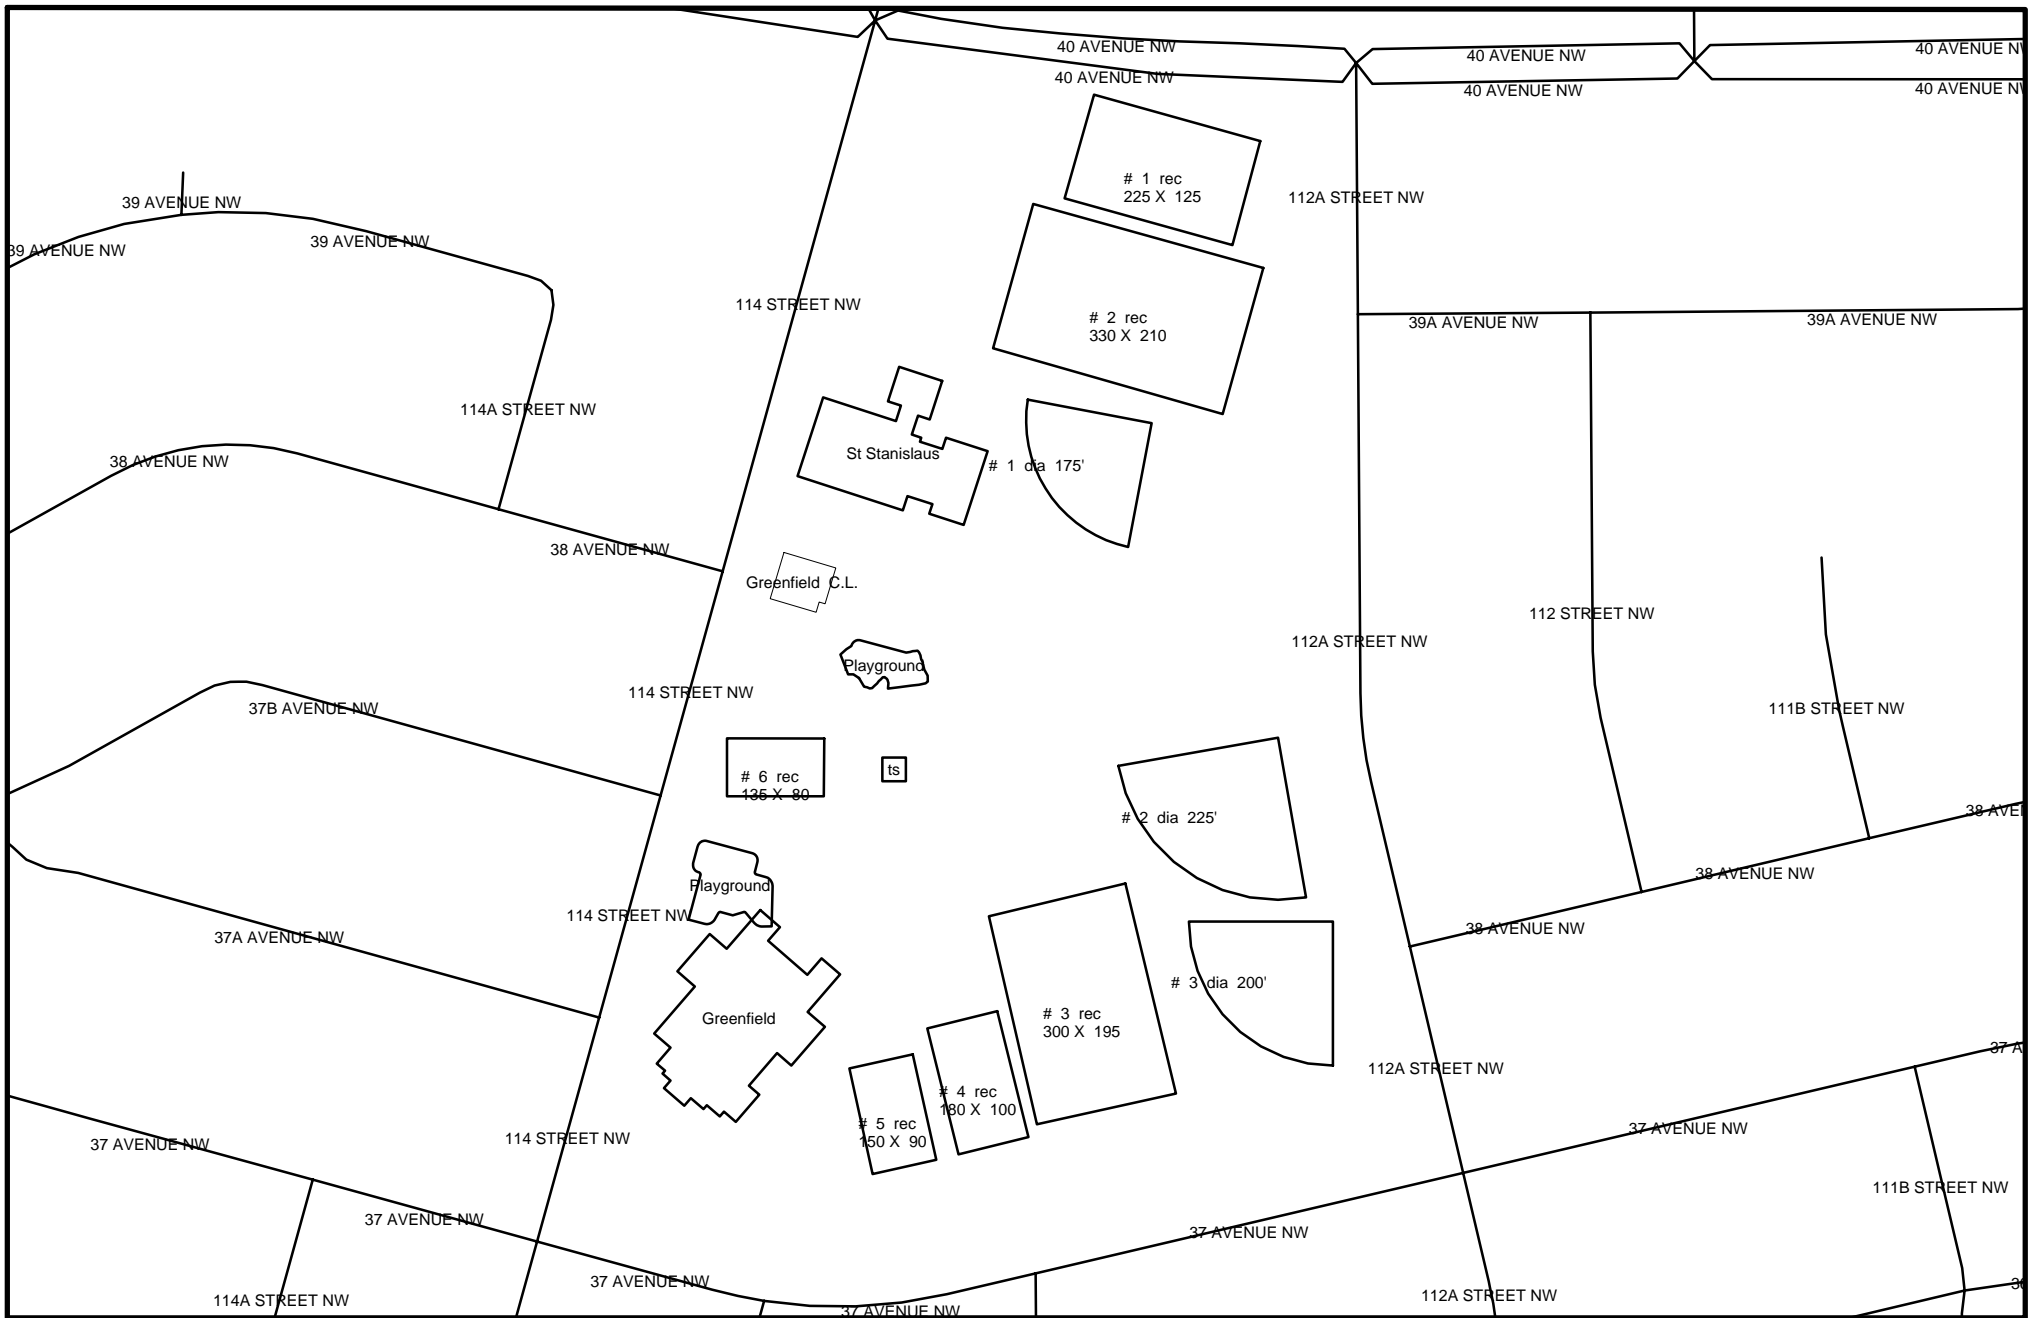 40 AVENUE NW
40 AVENUE NW
40 AVENUE N
40 AVENUE NW
40 AVENUE NW
40 AVENUE N
# 1 rec
225 X 125
112A STREET NW
39 AVENUE NW
39 AVENUE NW
39 AVENUE NW
114 STREET NW
# 2 rec
330 X 210
39A AVENUE NW
39A AVENUE NW
114A STREET NW
38 AVENUE NW
St Stanislaus
# 1 dia 175'
38 AVENUE NW
Greenfield C.L.
112 STREET NW
112A STREET NW
Playground
114 STREET NW
37B AVENUE NW
111B STREET NW
# 6 rec
135 X 80
ts
# 2 dia 225'
38 AVE
38 AVENUE NW
Playground
114 STREET NW
38 AVENUE NW
37A AVENUE NW
# 3 dia 200'
Greenfield
# 3 rec
300 X 195
37 A
112A STREET NW
# 4 rec
180 X 100
# 5 rec
150 X 90
114 STREET NW
37 AVENUE NW
37 AVENUE NW
111B STREET NW
37 AVENUE NW
37 AVENUE NW
37 AVENUE NW
114A STREET NW
112A STREET NW
37 AVENUE NW